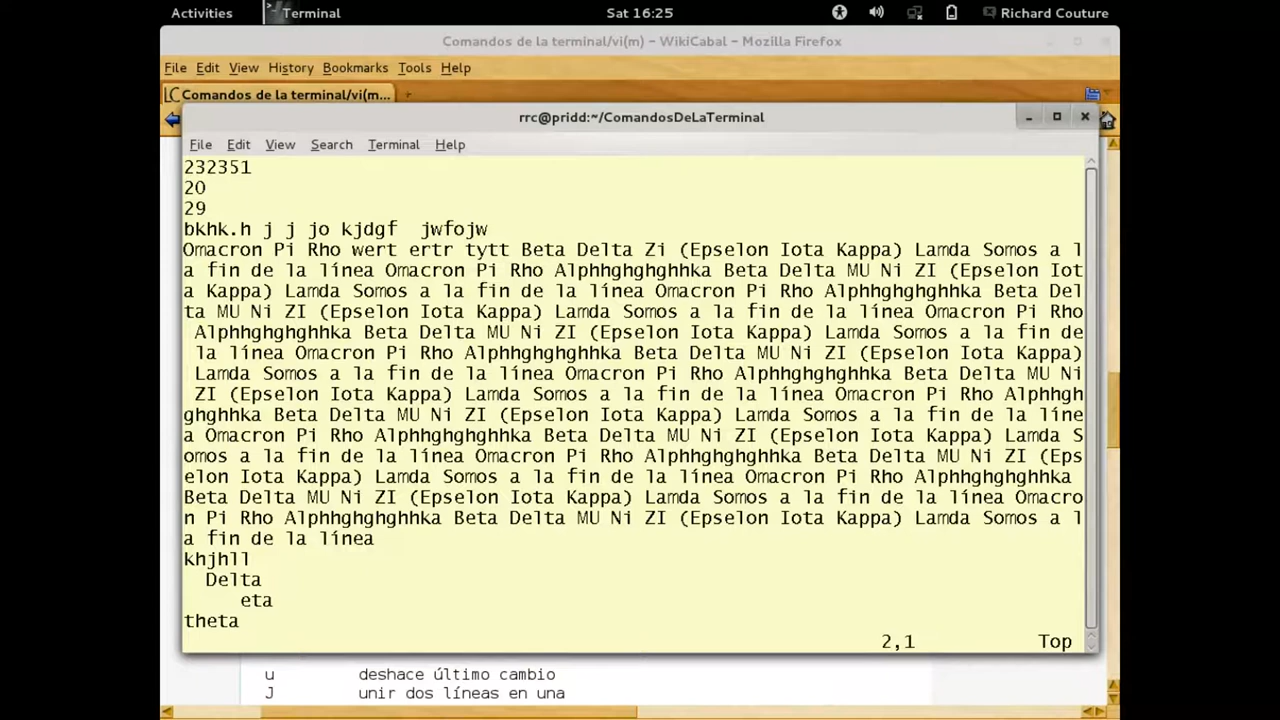 Activities Terminal Sat 16:25 Richard Couture
Comandos de la terminal/vi(m) – WikiCabal – Mozilla Firefox
File Edit View History Bookmarks Tools Help
Comandos de la terminal/vi(m...
rrc@pridd:~/ComandosDeLaTerminal
File Edit View Search Terminal Help
232351
20
29
bkhk.h j j jo kjdgf  jwfojw
Omacron Pi Rho wert ertr tytt Beta Delta Zi (Epselon Iota Kappa) Lamda Somos a l
a fin de la línea Omacron Pi Rho Alphhghghghhka Beta Delta MU Ni ZI (Epselon Iot
a Kappa) Lamda Somos a la fin de la línea Omacron Pi Rho Alphhghghghhka Beta Del
ta MU Ni ZI (Epselon Iota Kappa) Lamda Somos a la fin de la línea Omacron Pi Rho
 Alphhghghghhka Beta Delta MU Ni ZI (Epselon Iota Kappa) Lamda Somos a la fin de
 la línea Omacron Pi Rho Alphhghghghhka Beta Delta MU Ni ZI (Epselon Iota Kappa)
 Lamda Somos a la fin de la línea Omacron Pi Rho Alphhghghghhka Beta Delta MU Ni
 ZI (Epselon Iota Kappa) Lamda Somos a la fin de la línea Omacron Pi Rho Alphhgh
ghghhka Beta Delta MU Ni ZI (Epselon Iota Kappa) Lamda Somos a la fin de la líne
a Omacron Pi Rho Alphhghghghhka Beta Delta MU Ni ZI (Epselon Iota Kappa) Lamda S
omos a la fin de la línea Omacron Pi Rho Alphhghghghhka Beta Delta MU Ni ZI (Eps
elon Iota Kappa) Lamda Somos a la fin de la línea Omacron Pi Rho Alphhghghghhka
Beta Delta MU Ni ZI (Epselon Iota Kappa) Lamda Somos a la fin de la línea Omacro
n Pi Rho Alphhghghghhka Beta Delta MU Ni ZI (Epselon Iota Kappa) Lamda Somos a l
a fin de la línea
khjhll
  Delta
     eta
theta
2,1 Top
u deshace último cambio
J unir dos líneas en una